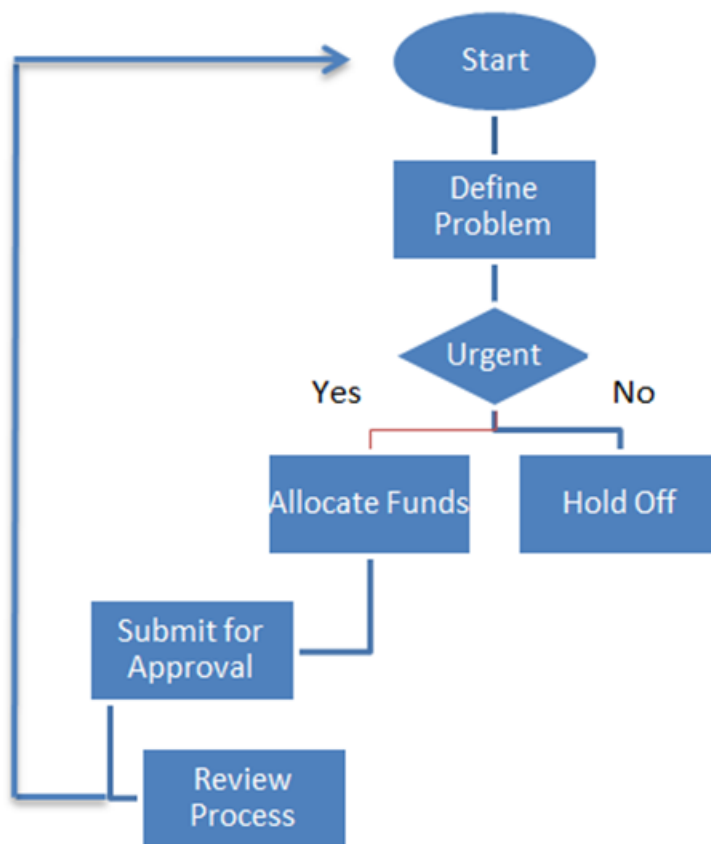 Start
Define
Problem
Urgent
Yes
No
Allocate Funds
Hold Off
Submit for
Approval
Review
Process